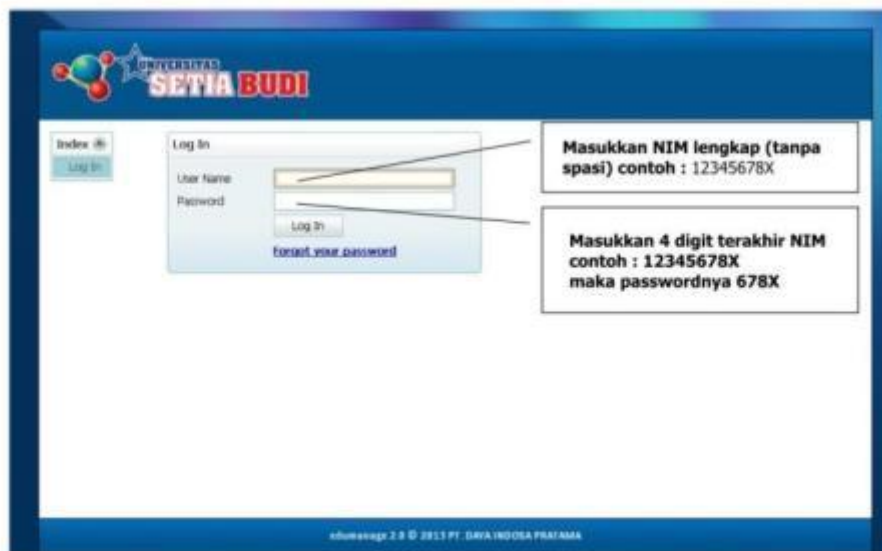 UNIVERSITAS
SETIA BUDI
Index
Log In
Log In
User Name
Password
Log In
Forgot your password
Masukkan NIM lengkap (tanpa
spasi) contoh : 12345678X
Masukkan 4 digit terakhir NIM
contoh : 12345678X
maka passwordnya 678X
edumanage 2.0 © 2013 PT. DAYA INDOSA PRATAMA